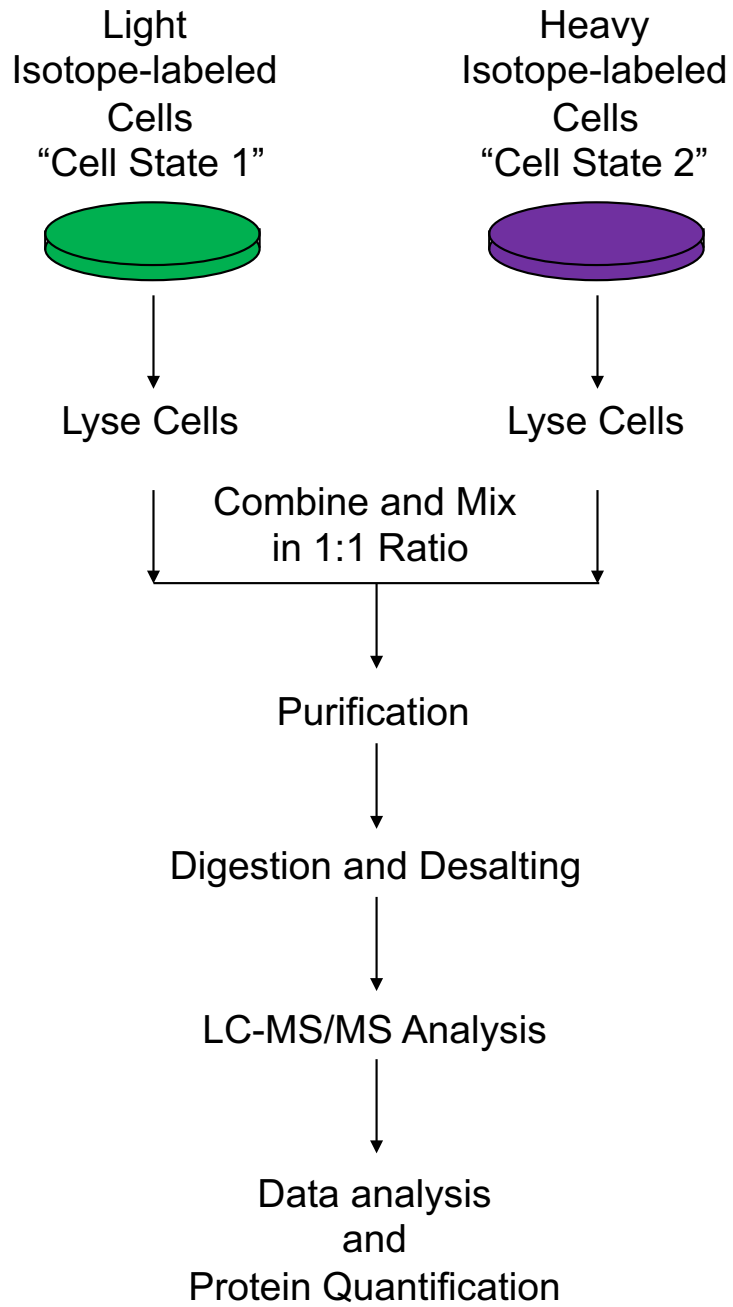 Light
Isotope-labeled
Cells
“Cell State 1”
Heavy
Isotope-labeled
Cells
“Cell State 2”
Lyse Cells
Lyse Cells
Combine and Mix
in 1:1 Ratio
Purification
Digestion and Desalting
LC-MS/MS Analysis
Data analysis
and
Protein Quantification